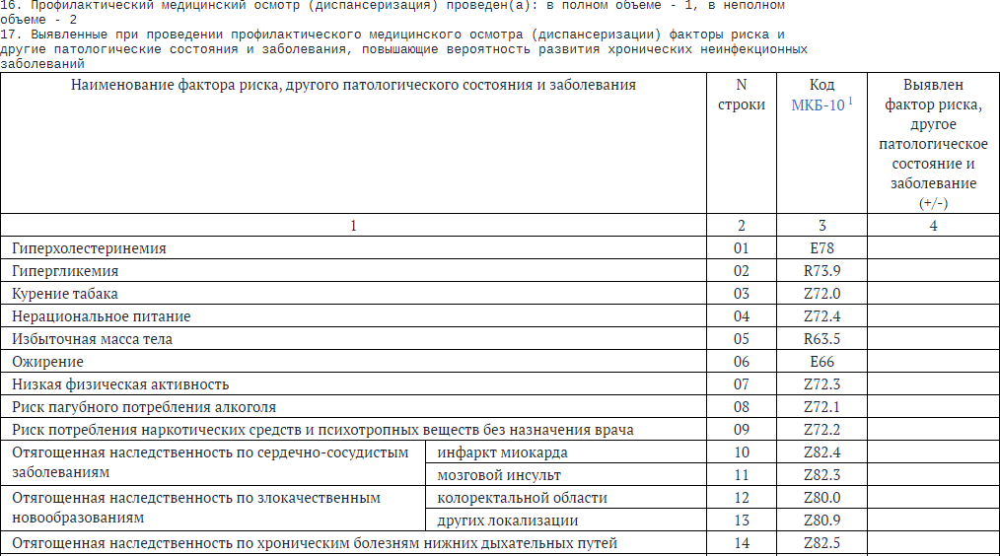 16. Профилактический медицинский осмотр (диспансеризация) проведен(а): в полном объеме - 1, в неполном
объеме - 2
17. Выявленные при проведении профилактического медицинского осмотра (диспансеризации) факторы риска и
другие патологические состояния и заболевания, повышающие вероятность развития хронических неинфекционных
заболеваний
Наименование фактора риска, другого патологического состояния и заболевания
N
строки
Код
МКБ-10 1
Выявлен
фактор риска,
другое
патологическое
состояние и
заболевание
(+/-)
1 2 3 4
Гиперхолестеринемия 01 E78
Гипергликемия 02 R73.9
Курение табака 03 Z72.0
Нерациональное питание 04 Z72.4
Избыточная масса тела 05 R63.5
Ожирение 06 E66
Низкая физическая активность 07 Z72.3
Риск пагубного потребления алкоголя 08 Z72.1
Риск потребления наркотических средств и психотропных веществ без назначения врача 09 Z72.2
Отягощенная наследственность по сердечно-сосудистым
заболеваниям
инфаркт миокарда 10 Z82.4
мозговой инсульт 11 Z82.3
Отягощенная наследственность по злокачественным
новообразованиям
колоректальной области 12 Z80.0
других локализации 13 Z80.9
Отягощенная наследственность по хроническим болезням нижних дыхательных путей 14 Z82.5